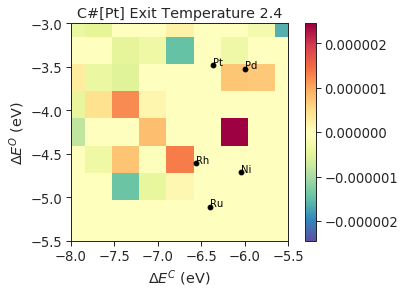 C#[Pt] Exit Temperature 2.4
−3.0
−3.5
−4.0
−4.5
−5.0
−5.5
ΔE^O (eV)
Pt
Pd
Rh
Ni
Ru
−8.0 −7.5 −7.0 −6.5 −6.0 −5.5
ΔE^C (eV)
0.000002
0.000001
0.000000
−0.000001
−0.000002